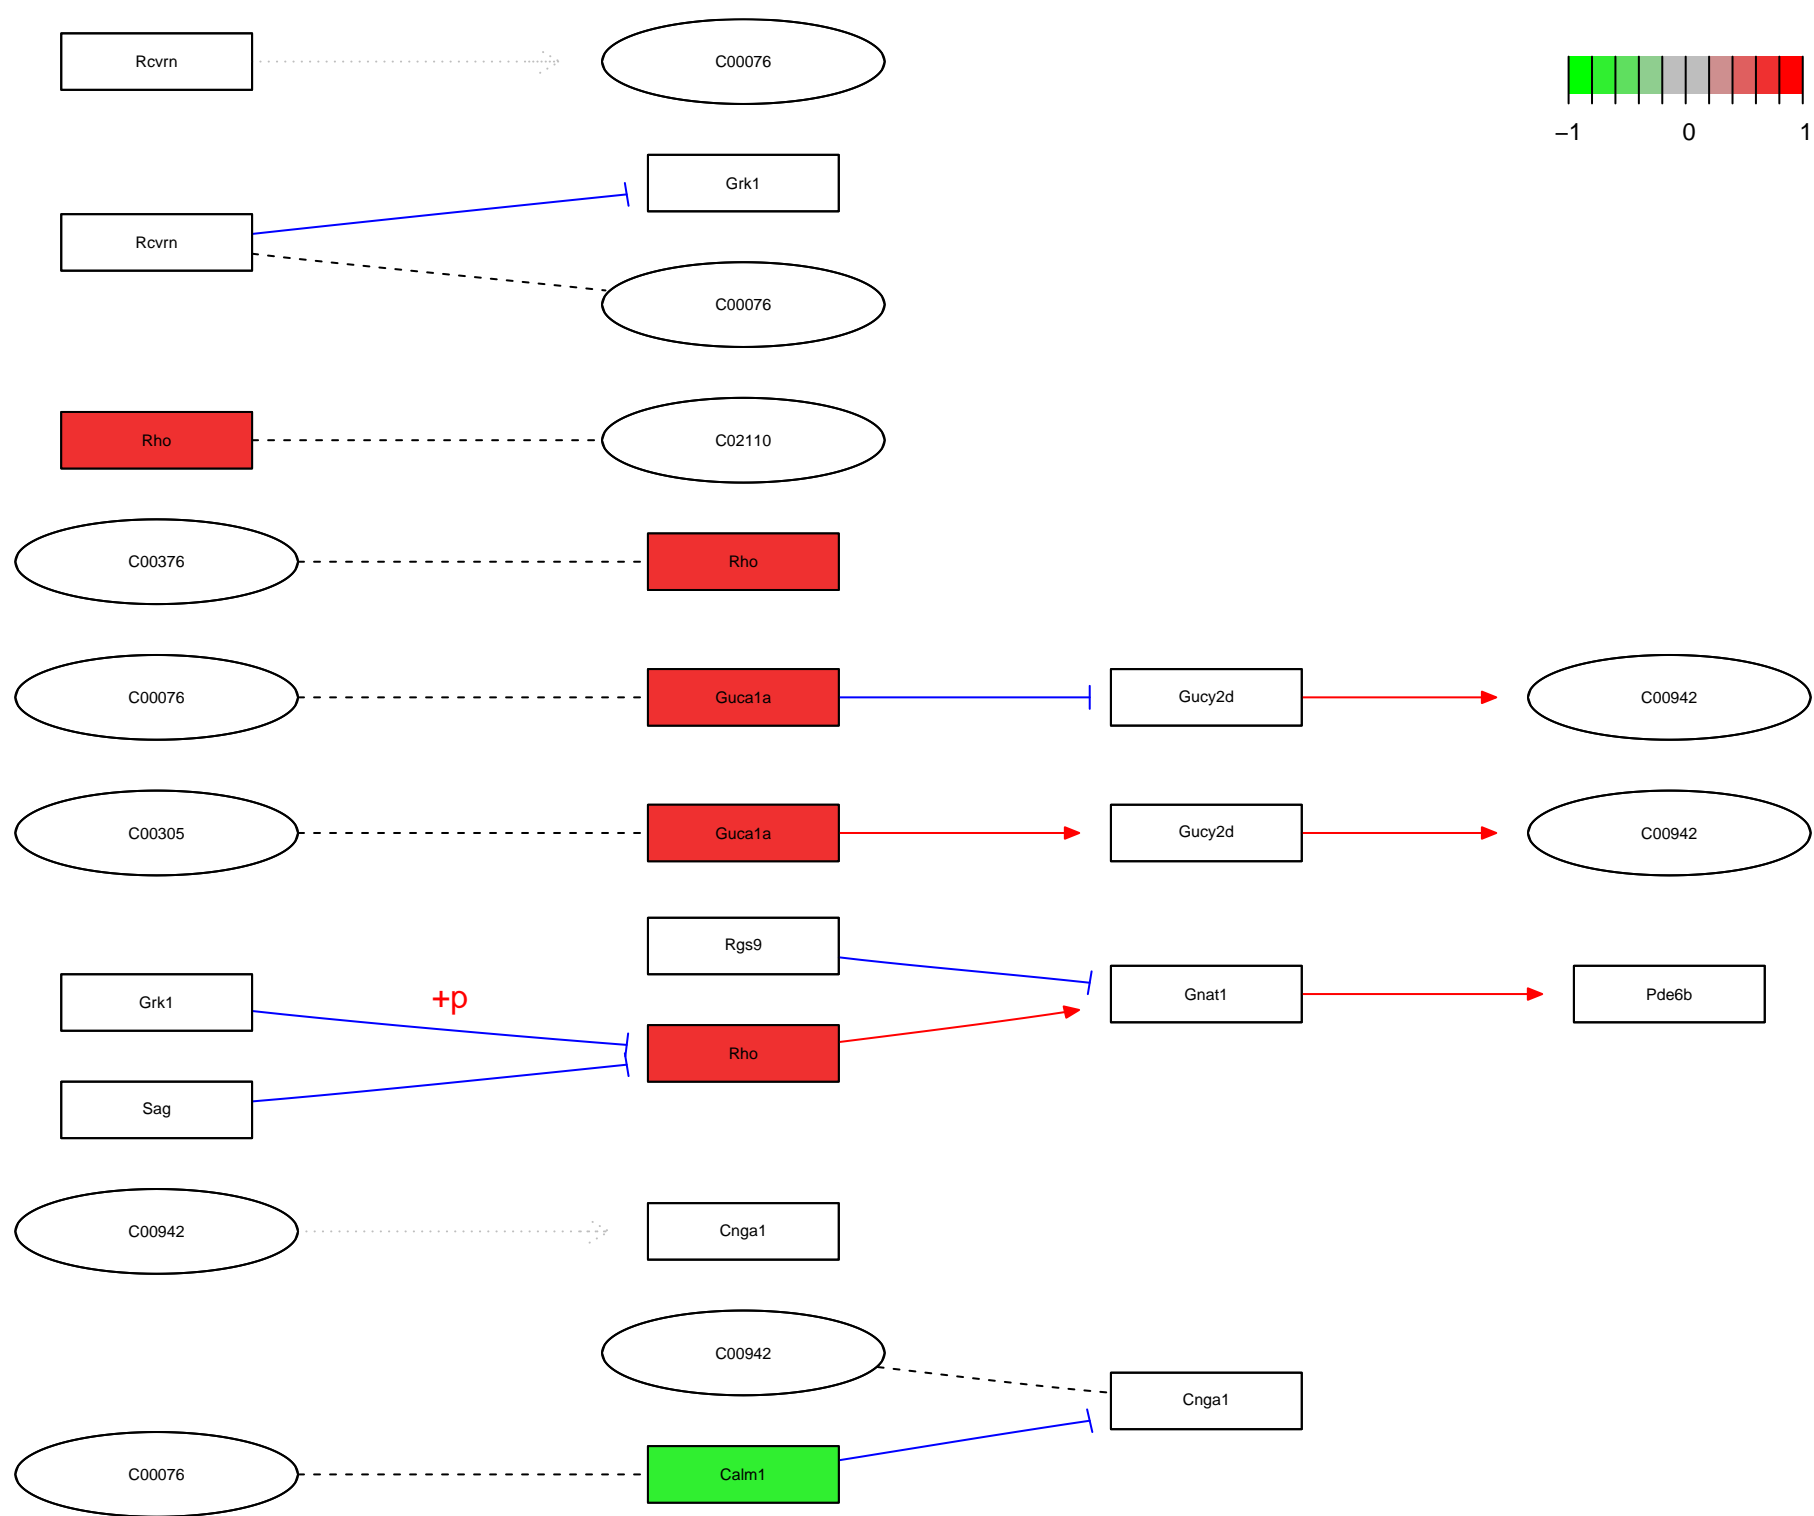 Rcvrn C00076
−1 0 1
Grk1
Rcvrn
C00076
Rho C02110
C00376 Rho
C00076 Guca1a Gucy2d C00942
C00305 Guca1a Gucy2d C00942
Rgs9
Grk1 +p Gnat1 Pde6b
Rho
Sag
C00942 Cnga1
C00942
Cnga1
C00076 Calm1